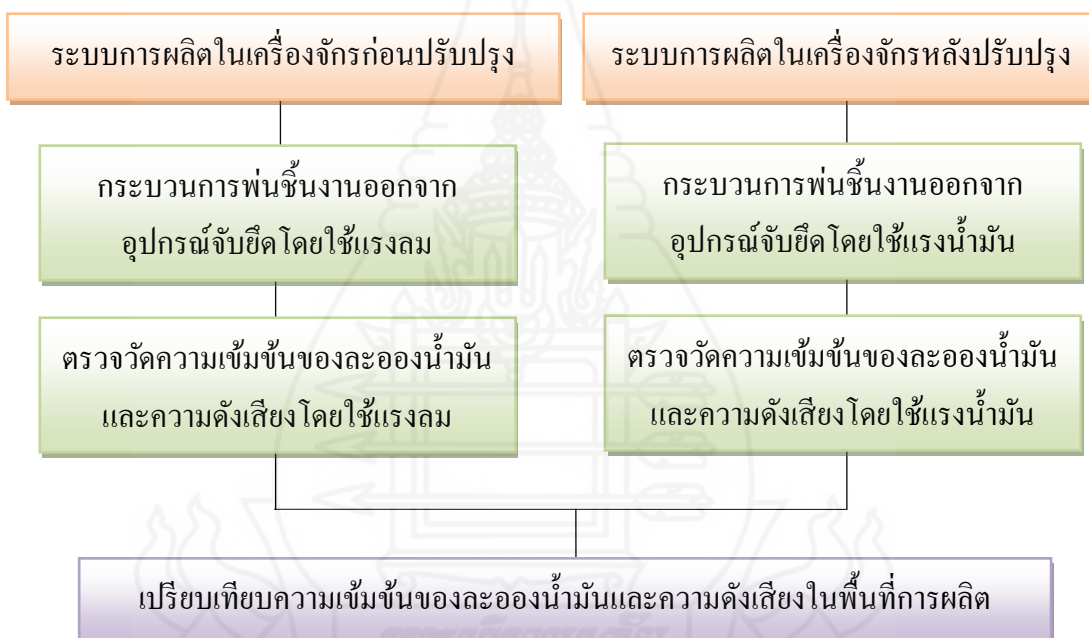 ระบบการผลิตในเครื่องจักรก่อนปรับปรุง
ระบบการผลิตในเครื่องจักรหลังปรับปรุง
กระบวนการพ่นชิ้นงานออกจาก
อุปกรณ์จับยึดโดยใช้แรงลม
กระบวนการพ่นชิ้นงานออกจาก
อุปกรณ์จับยึดโดยใช้แรงน้ำมัน
ตรวจวัดความเข้มข้นของละอองน้ำมัน
และความดังเสียงโดยใช้แรงลม
ตรวจวัดความเข้มข้นของละอองน้ำมัน
และความดังเสียงโดยใช้แรงน้ำมัน
เปรียบเทียบความเข้มข้นของละอองน้ำมันและความดังเสียงในพื้นที่การผลิต